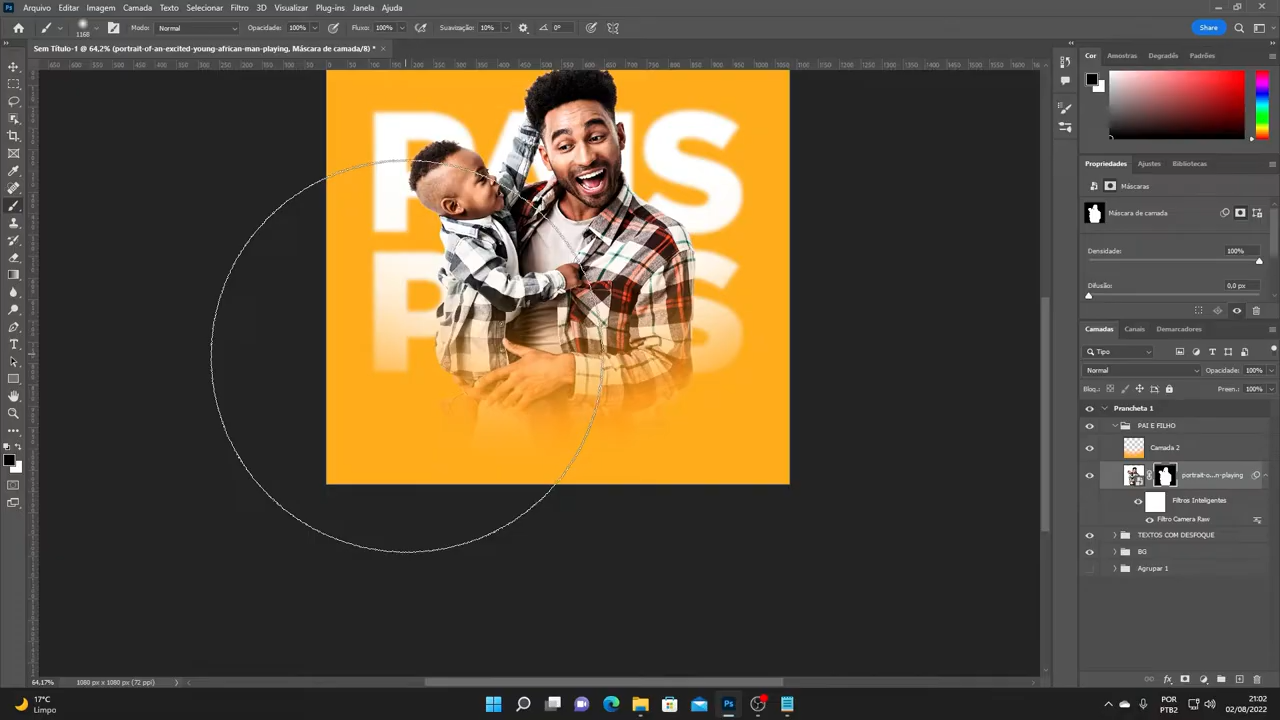 Arquivo Editar Imagem Camada Texto Selecionar Filtro 3D Visualizar Plug-ins Janela Ajuda
1168 Modo: Normal Opacidade: 100% Fluxo: 100% Suavização: 10% 0° Share
Sem Título-1 @ 64,2% (portrait-of-an-excited-young-african-man-playing, Máscara de camada/8) *
Cor Amostras Degradês Padrões
PAIS
PAIS
Propriedades Ajustes Bibliotecas
Máscaras
Máscara de camada
Densidade: 100%
Difusão: 0,0 px
Camadas Canais Demarcadores
Tipo
Normal Opacidade: 100%
Bloq.: Preen.: 100%
Prancheta 1
PAI E FILHO
Camada 2
portrait-o...n-playing
Filtros Inteligentes
Filtro Camera Raw
TEXTOS COM DESFOQUE
BG
Agrupar 1
64,17% 1080 px x 1080 px (72 ppi)
17°C
Limpo
POR
PTB2
21:02
02/08/2022